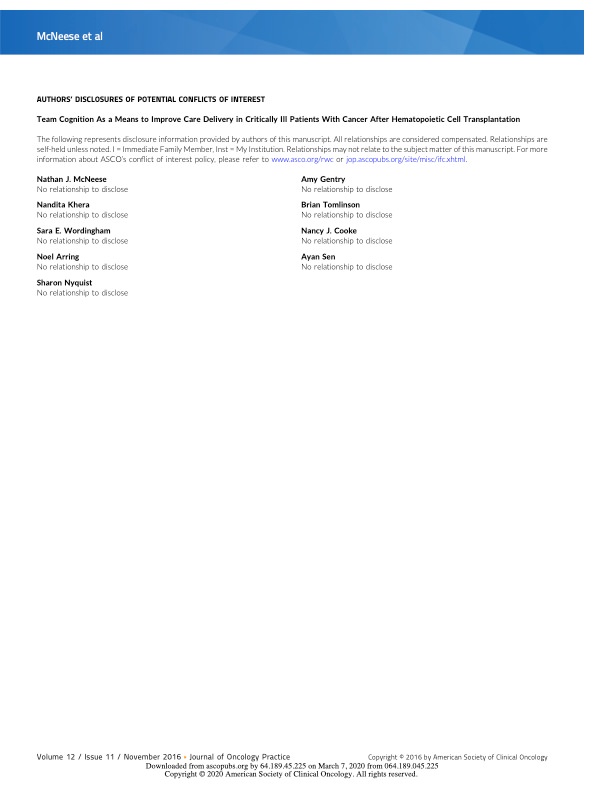 McNeese et al
AUTHORS' DISCLOSURES OF POTENTIAL CONFLICTS OF INTEREST
Team Cognition As a Means to Improve Care Delivery in Critically Ill Patients With Cancer After Hematopoietic Cell Transplantation
The following represents disclosure information provided by authors of this manuscript. All relationships are considered compensated. Relationships are
self-held unless noted. I = Immediate Family Member, Inst = My Institution. Relationships may not relate to the subject matter of this manuscript. For more
information about ASCO's conflict of interest policy, please refer to www.asco.org/rwc or jop.ascopubs.org/site/misc/ifc.xhtml.
Nathan J. McNeese
No relationship to disclose
Nandita Khera
No relationship to disclose
Sara E. Wordingham
No relationship to disclose
Noel Arring
No relationship to disclose
Sharon Nyquist
No relationship to disclose
Amy Gentry
No relationship to disclose
Brian Tomlinson
No relationship to disclose
Nancy J. Cooke
No relationship to disclose
Ayan Sen
No relationship to disclose
Volume 12 / Issue 11 / November 2016 • Journal of Oncology Practice
Copyright © 2016 by American Society of Clinical Oncology
Downloaded from ascopubs.org by 64.189.45.225 on March 7, 2020 from 064.189.045.225
Copyright © 2020 American Society of Clinical Oncology. All rights reserved.